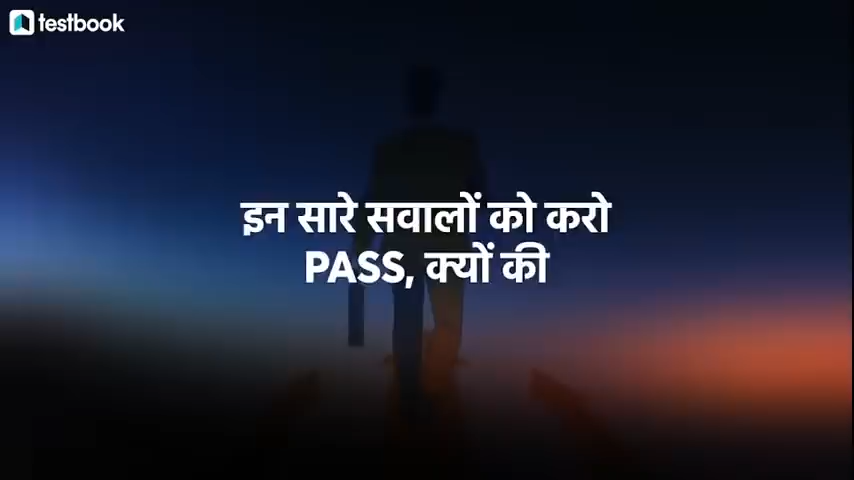 testbook
इन सारे सवालों को करो
PASS, क्यों की